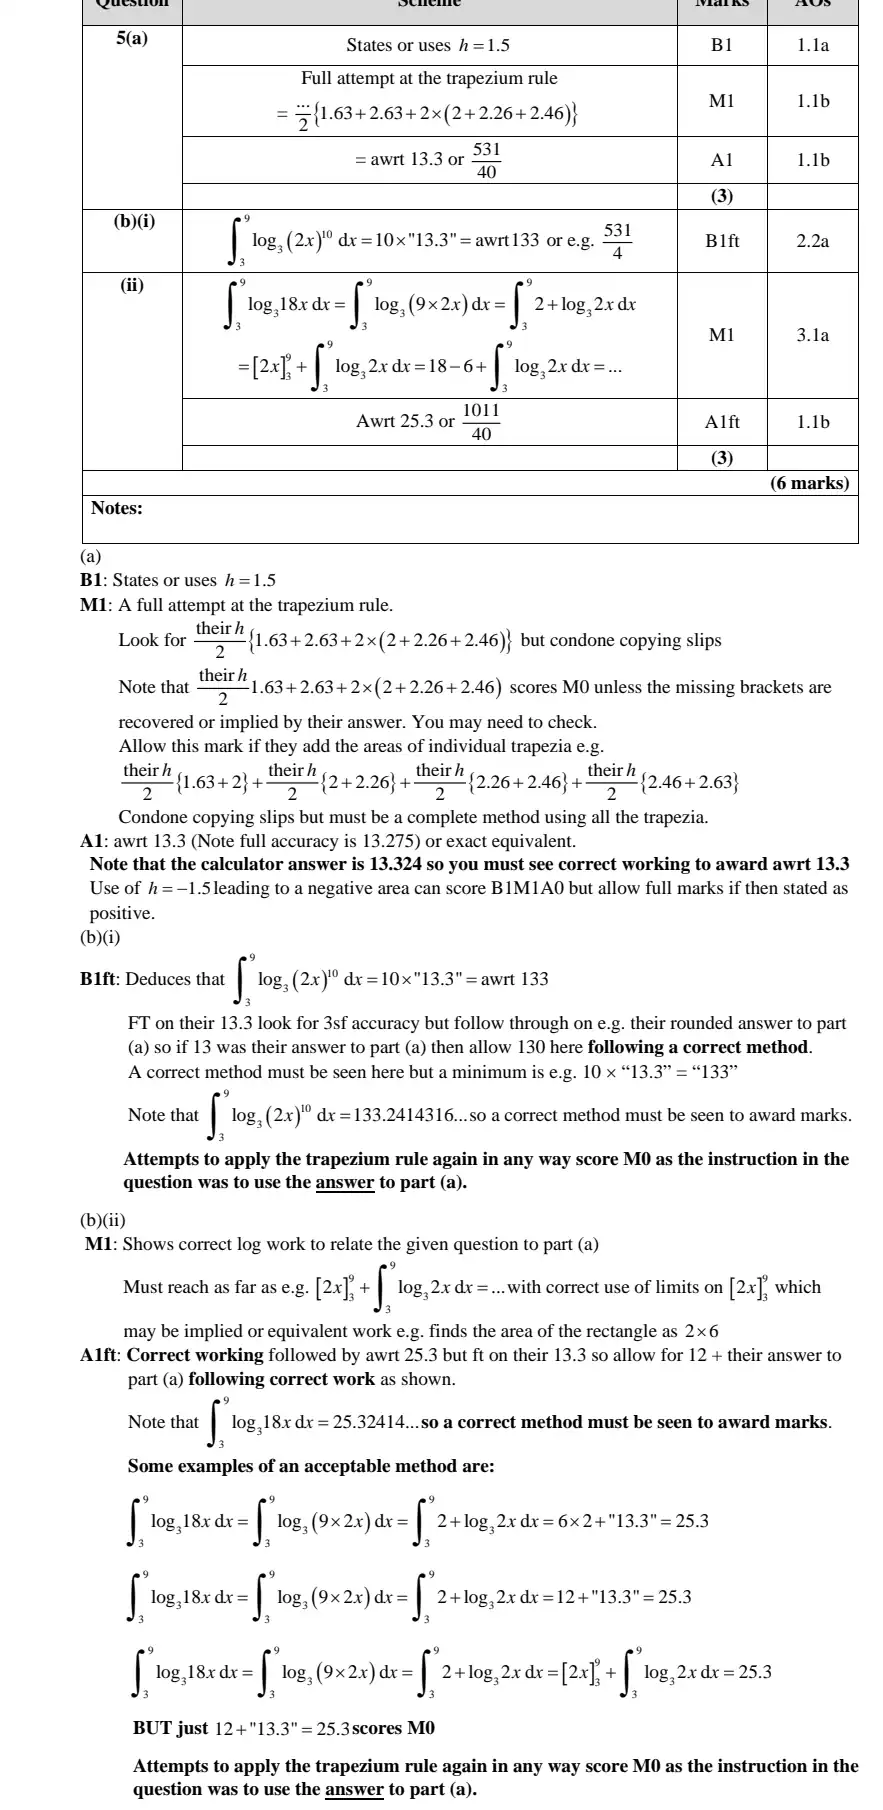 Question Scheme Marks AOs
5(a) States or uses h = 1.5 B1 1.1a
Full attempt at the trapezium rule
= .../2 {1.63 + 2.63 + 2×(2 + 2.26 + 2.46)} M1 1.1b
= awrt 13.3 or 531/40 A1 1.1b
(3)
(b)(i) ∫₃⁹ log₃(2x)¹⁰ dx = 10×"13.3" = awrt 133 or e.g. 531/4 B1ft 2.2a
(ii) ∫₃⁹ log₃18x dx = ∫₃⁹ log₃(9×2x) dx = ∫₃⁹ 2 + log₃2x dx
= [2x]₃⁹ + ∫₃⁹ log₃2x dx = 18 − 6 + ∫₃⁹ log₃2x dx = ... M1 3.1a
Awrt 25.3 or 1011/40 A1ft 1.1b
(3)
(6 marks)
Notes:
(a)
B1: States or uses h = 1.5
M1: A full attempt at the trapezium rule.
Look for their h/2 {1.63 + 2.63 + 2×(2 + 2.26 + 2.46)} but condone copying slips
Note that their h/2 1.63 + 2.63 + 2×(2 + 2.26 + 2.46) scores M0 unless the missing brackets are
recovered or implied by their answer. You may need to check.
Allow this mark if they add the areas of individual trapezia e.g.
their h/2 {1.63 + 2} + their h/2 {2 + 2.26} + their h/2 {2.26 + 2.46} + their h/2 {2.46 + 2.63}
Condone copying slips but must be a complete method using all the trapezia.
A1: awrt 13.3 (Note full accuracy is 13.275) or exact equivalent.
Note that the calculator answer is 13.324 so you must see correct working to award awrt 13.3
Use of h = −1.5 leading to a negative area can score B1M1A0 but allow full marks if then stated as
positive.
(b)(i)
B1ft: Deduces that ∫₃⁹ log₃(2x)¹⁰ dx = 10×"13.3" = awrt 133
FT on their 13.3 look for 3sf accuracy but follow through on e.g. their rounded answer to part
(a) so if 13 was their answer to part (a) then allow 130 here following a correct method.
A correct method must be seen here but a minimum is e.g. 10 × “13.3” = “133”
Note that ∫₃⁹ log₃(2x)¹⁰ dx = 133.2414316... so a correct method must be seen to award marks.
Attempts to apply the trapezium rule again in any way score M0 as the instruction in the
question was to use the answer to part (a).
(b)(ii)
M1: Shows correct log work to relate the given question to part (a)
Must reach as far as e.g. [2x]₃⁹ + ∫₃⁹ log₃2x dx = ... with correct use of limits on [2x]₃⁹ which
may be implied or equivalent work e.g. finds the area of the rectangle as 2×6
A1ft: Correct working followed by awrt 25.3 but ft on their 13.3 so allow for 12 + their answer to
part (a) following correct work as shown.
Note that ∫₃⁹ log₃18x dx = 25.32414... so a correct method must be seen to award marks.
Some examples of an acceptable method are:
∫₃⁹ log₃18x dx = ∫₃⁹ log₃(9×2x) dx = ∫₃⁹ 2 + log₃2x dx = 6×2 + "13.3" = 25.3
∫₃⁹ log₃18x dx = ∫₃⁹ log₃(9×2x) dx = ∫₃⁹ 2 + log₃2x dx = 12 + "13.3" = 25.3
∫₃⁹ log₃18x dx = ∫₃⁹ log₃(9×2x) dx = ∫₃⁹ 2 + log₃2x dx = [2x]₃⁹ + ∫₃⁹ log₃2x dx = 25.3
BUT just 12 + "13.3" = 25.3 scores M0
Attempts to apply the trapezium rule again in any way score M0 as the instruction in the
question was to use the answer to part (a).